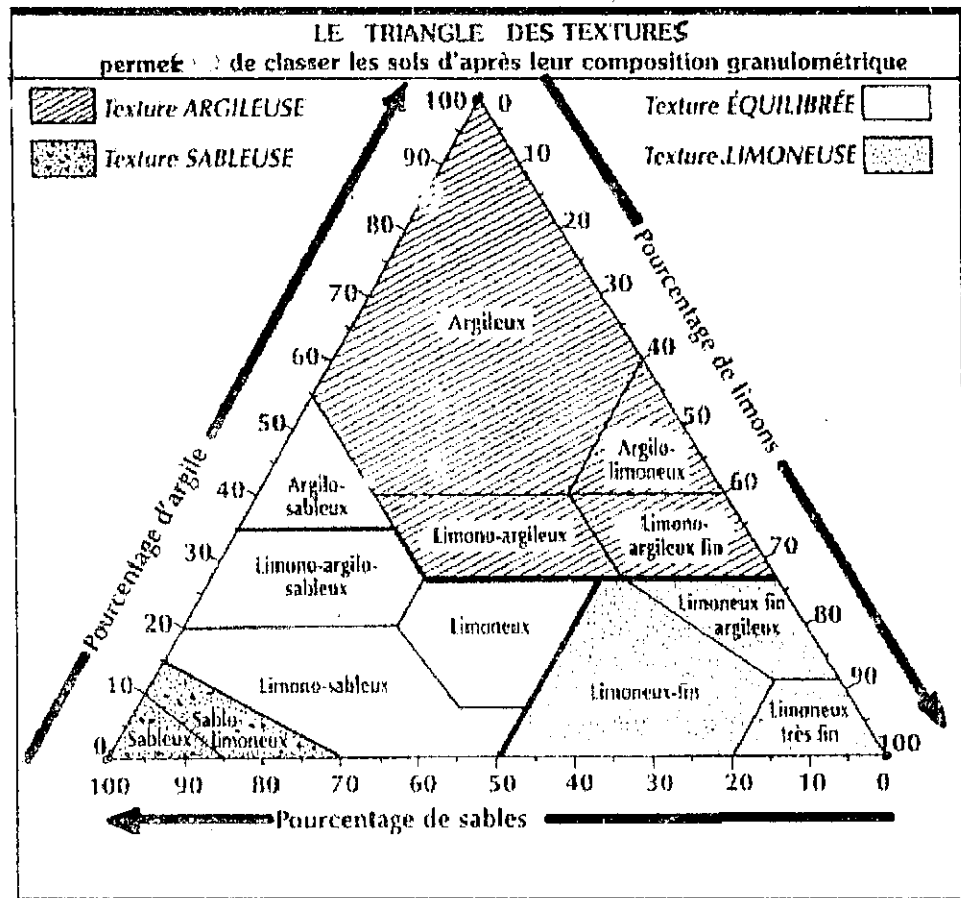 LE TRIANGLE DES TEXTURES
permet de classer les sols d'après leur composition granulométrique
Texture ARGILEUSE
Texture SABLEUSE
Texture ÉQUILIBRÉE
Texture LIMONEUSE
100 0
90 10
80 20
70 30
60 40
50 50
40 60
30 70
20 80
10 90
0 100
Pourcentage d'argile
Pourcentage de limons
Argileux
Argilo-
limoneux
Argilo-
sableux
Limono-argileux
Limono-
argileux fin
Limono-argilo-
sableux
Limoneux
Limoneux fin
argileux
Limono-sableux
Limoneux-fin
Limoneux
très fin
Sablo-
limoneux
Sableux
100 90 80 70 60 50 40 30 20 10 0
Pourcentage de sables